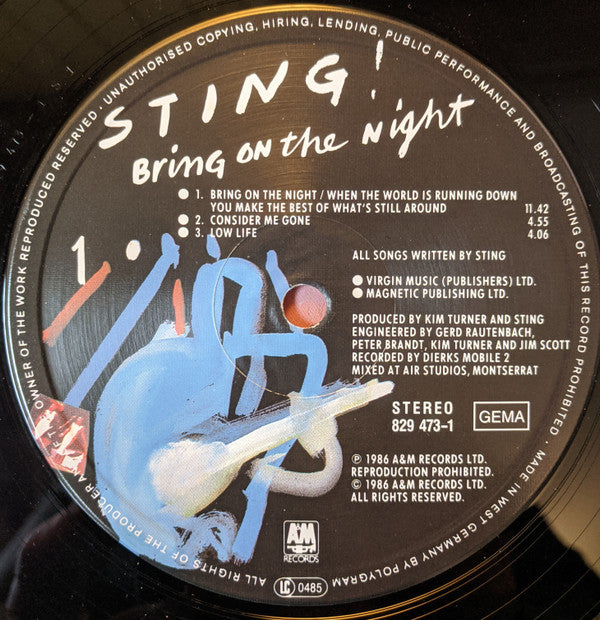 ALL RIGHTS OF THE PRODUCER AND OWNER OF THE WORK REPRODUCED RESERVED · UNAUTHORISED COPYING, HIRING, LENDING, PUBLIC PERFORMANCE AND BROADCASTING OF THIS RECORD PROHIBITED · MADE IN WEST GERMANY BY POLYGRAM
STING!
BRING ON the Night
1. BRING ON THE NIGHT / WHEN THE WORLD IS RUNNING DOWN
YOU MAKE THE BEST OF WHAT'S STILL AROUND 11.42
2. CONSIDER ME GONE 4.55
3. LOW LIFE 4.06
1.
ALL SONGS WRITTEN BY STING
VIRGIN MUSIC (PUBLISHERS) LTD.
MAGNETIC PUBLISHING LTD.
PRODUCED BY KIM TURNER AND STING
ENGINEERED BY GERD RAUTENBACH,
PETER BRANDT, KIM TURNER AND JIM SCOTT
RECORDED BY DIERKS MOBILE 2
MIXED AT AIR STUDIOS, MONTSERRAT
STEREO
829 473-1
GEMA
℗ 1986 A&M RECORDS LTD.
REPRODUCTION PROHIBITED.
© 1986 A&M RECORDS LTD.
ALL RIGHTS RESERVED.
A&M
RECORDS
LC 0485